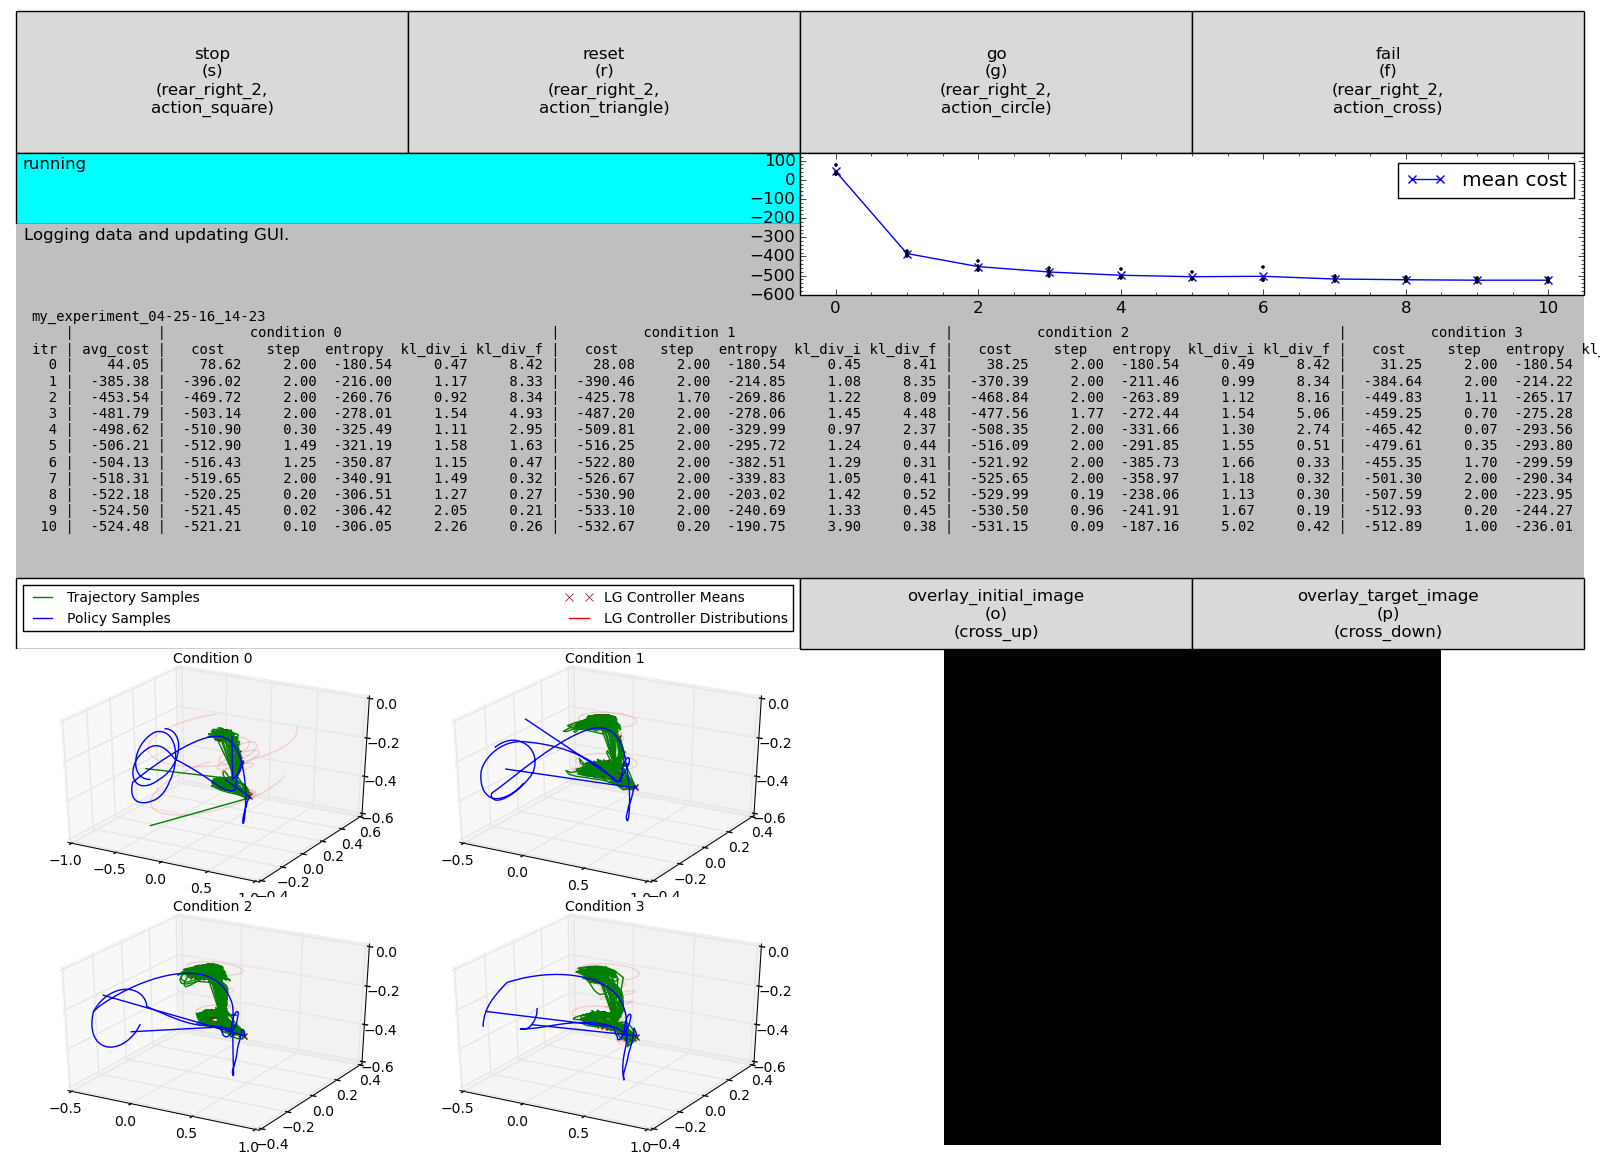 stop
(s)
(rear_right_2,
action_square)
reset
(r)
(rear_right_2,
action_triangle)
go
(g)
(rear_right_2,
action_circle)
fail
(f)
(rear_right_2,
action_cross)
running
Logging data and updating GUI.
100
0
−100
−200
−300
−400
−500
−600
0 2 4 6 8 10
mean cost
my_experiment_04-25-16_14-23
| | condition 0 | condition 1 | condition 2 | condition 3
itr | avg_cost | cost step entropy kl_div_i kl_div_f | cost step entropy kl_div_i kl_div_f | cost step entropy kl_div_i kl_div_f | cost step entropy kl
0 | 44.05 | 78.62 2.00 -180.54 0.47 8.42 | 28.08 2.00 -180.54 0.45 8.41 | 38.25 2.00 -180.54 0.49 8.42 | 31.25 2.00 -180.54
1 | -385.38 | -396.02 2.00 -216.00 1.17 8.33 | -390.46 2.00 -214.85 1.08 8.35 | -370.39 2.00 -211.46 0.99 8.34 | -384.64 2.00 -214.22
2 | -453.54 | -469.72 2.00 -260.76 0.92 8.34 | -425.78 1.70 -269.86 1.22 8.09 | -468.84 2.00 -263.89 1.12 8.16 | -449.83 1.11 -265.17
3 | -481.79 | -503.14 2.00 -278.01 1.54 4.93 | -487.20 2.00 -278.06 1.45 4.48 | -477.56 1.77 -272.44 1.54 5.06 | -459.25 0.70 -275.28
4 | -498.62 | -510.90 0.30 -325.49 1.11 2.95 | -509.81 2.00 -329.99 0.97 2.37 | -508.35 2.00 -331.66 1.30 2.74 | -465.42 0.07 -293.56
5 | -506.21 | -512.90 1.49 -321.19 1.58 1.63 | -516.25 2.00 -295.72 1.24 0.44 | -516.09 2.00 -291.85 1.55 0.51 | -479.61 0.35 -293.80
6 | -504.13 | -516.43 1.25 -350.87 1.15 0.47 | -522.80 2.00 -382.51 1.29 0.31 | -521.92 2.00 -385.73 1.66 0.33 | -455.35 1.70 -299.59
7 | -518.31 | -519.65 2.00 -340.91 1.49 0.32 | -526.67 2.00 -339.83 1.05 0.41 | -525.65 2.00 -358.97 1.18 0.32 | -501.30 2.00 -290.34
8 | -522.18 | -520.25 0.20 -306.51 1.27 0.27 | -530.90 2.00 -203.02 1.42 0.52 | -529.99 0.19 -238.06 1.13 0.30 | -507.59 2.00 -223.95
9 | -524.50 | -521.45 0.02 -306.42 2.05 0.21 | -533.10 2.00 -240.69 1.33 0.45 | -530.50 0.96 -241.91 1.67 0.19 | -512.93 0.20 -244.27
10 | -524.48 | -521.21 0.10 -306.05 2.26 0.26 | -532.67 0.20 -190.75 3.90 0.38 | -531.15 0.09 -187.16 5.02 0.42 | -512.89 1.00 -236.01
Trajectory Samples
Policy Samples
LG Controller Means
LG Controller Distributions
overlay_initial_image
(o)
(cross_up)
overlay_target_image
(p)
(cross_down)
Condition 0
0.0
−0.2
−0.4
−0.6
0.6
0.4
0.2
0.0
−0.2
−0.4
−1.0
−0.5
0.0
0.5
Condition 1
0.0
−0.2
−0.4
−0.6
0.4
0.2
0.0
−0.2
−0.4
−0.5
0.0
0.5
Condition 2
0.0
−0.2
−0.4
−0.6
0.4
0.2
0.0
−0.2
−0.4
−0.5
0.0
0.5
1.0
Condition 3
0.0
−0.2
−0.4
−0.6
0.4
0.2
0.0
−0.2
−0.4
−0.5
0.0
0.5
1.0